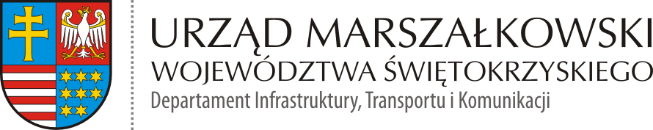 URZĄD MARSZAŁKOWSKI
WOJEWÓDZTWA ŚWIĘTOKRZYSKIEGO
Departament Infrastruktury, Transportu i Komunikacji